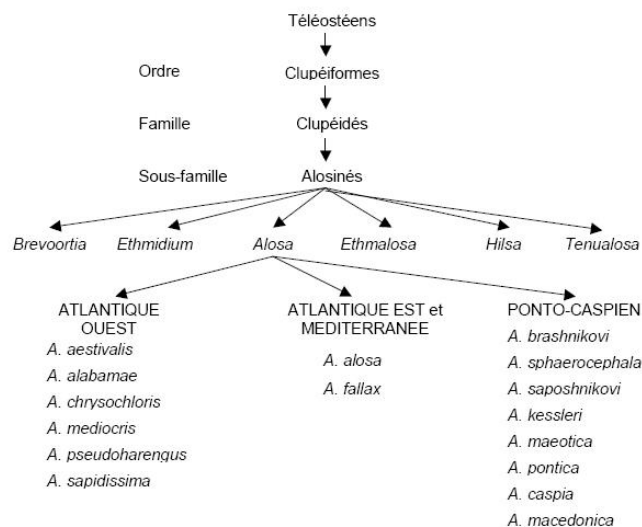 Téléostéens
Ordre Clupéiformes
Famille Clupéidés
Sous-famille Alosinés
Brevoortia Ethmidium Alosa Ethmalosa Hilsa Tenualosa
ATLANTIQUE
OUEST
A. aestivalis
A. alabamae
A. chrysochloris
A. mediocris
A. pseudoharengus
A. sapidissima
ATLANTIQUE EST et
MEDITERRANEE
A. alosa
A. fallax
PONTO-CASPIEN
A. brashnikovi
A. sphaerocephala
A. saposhnikovi
A. kessleri
A. maeotica
A. pontica
A. caspia
A. macedonica